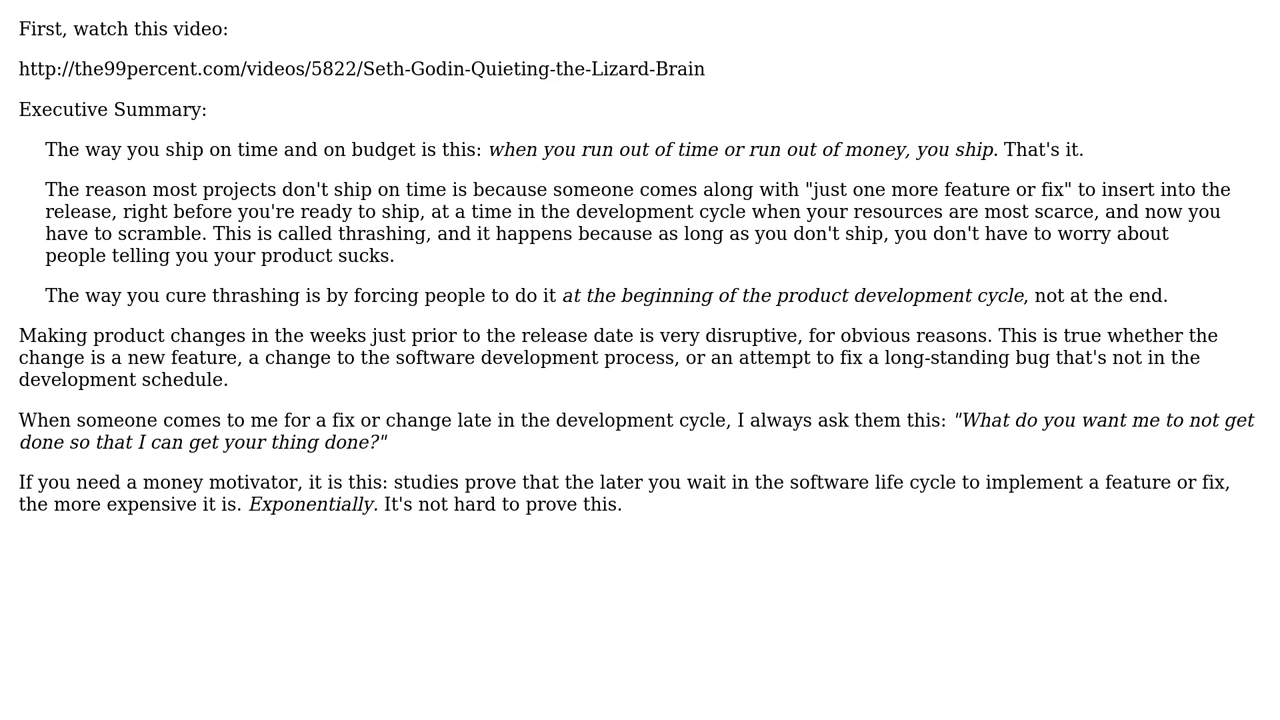 First, watch this video:
http://the99percent.com/videos/5822/Seth-Godin-Quieting-the-Lizard-Brain
Executive Summary:
The way you ship on time and on budget is this: when you run out of time or run out of money, you ship. That's it.
The reason most projects don't ship on time is because someone comes along with "just one more feature or fix" to insert into the
release, right before you're ready to ship, at a time in the development cycle when your resources are most scarce, and now you
have to scramble. This is called thrashing, and it happens because as long as you don't ship, you don't have to worry about
people telling you your product sucks.
The way you cure thrashing is by forcing people to do it at the beginning of the product development cycle, not at the end.
Making product changes in the weeks just prior to the release date is very disruptive, for obvious reasons. This is true whether the
change is a new feature, a change to the software development process, or an attempt to fix a long-standing bug that's not in the
development schedule.
When someone comes to me for a fix or change late in the development cycle, I always ask them this: "What do you want me to not get
done so that I can get your thing done?"
If you need a money motivator, it is this: studies prove that the later you wait in the software life cycle to implement a feature or fix,
the more expensive it is. Exponentially. It's not hard to prove this.